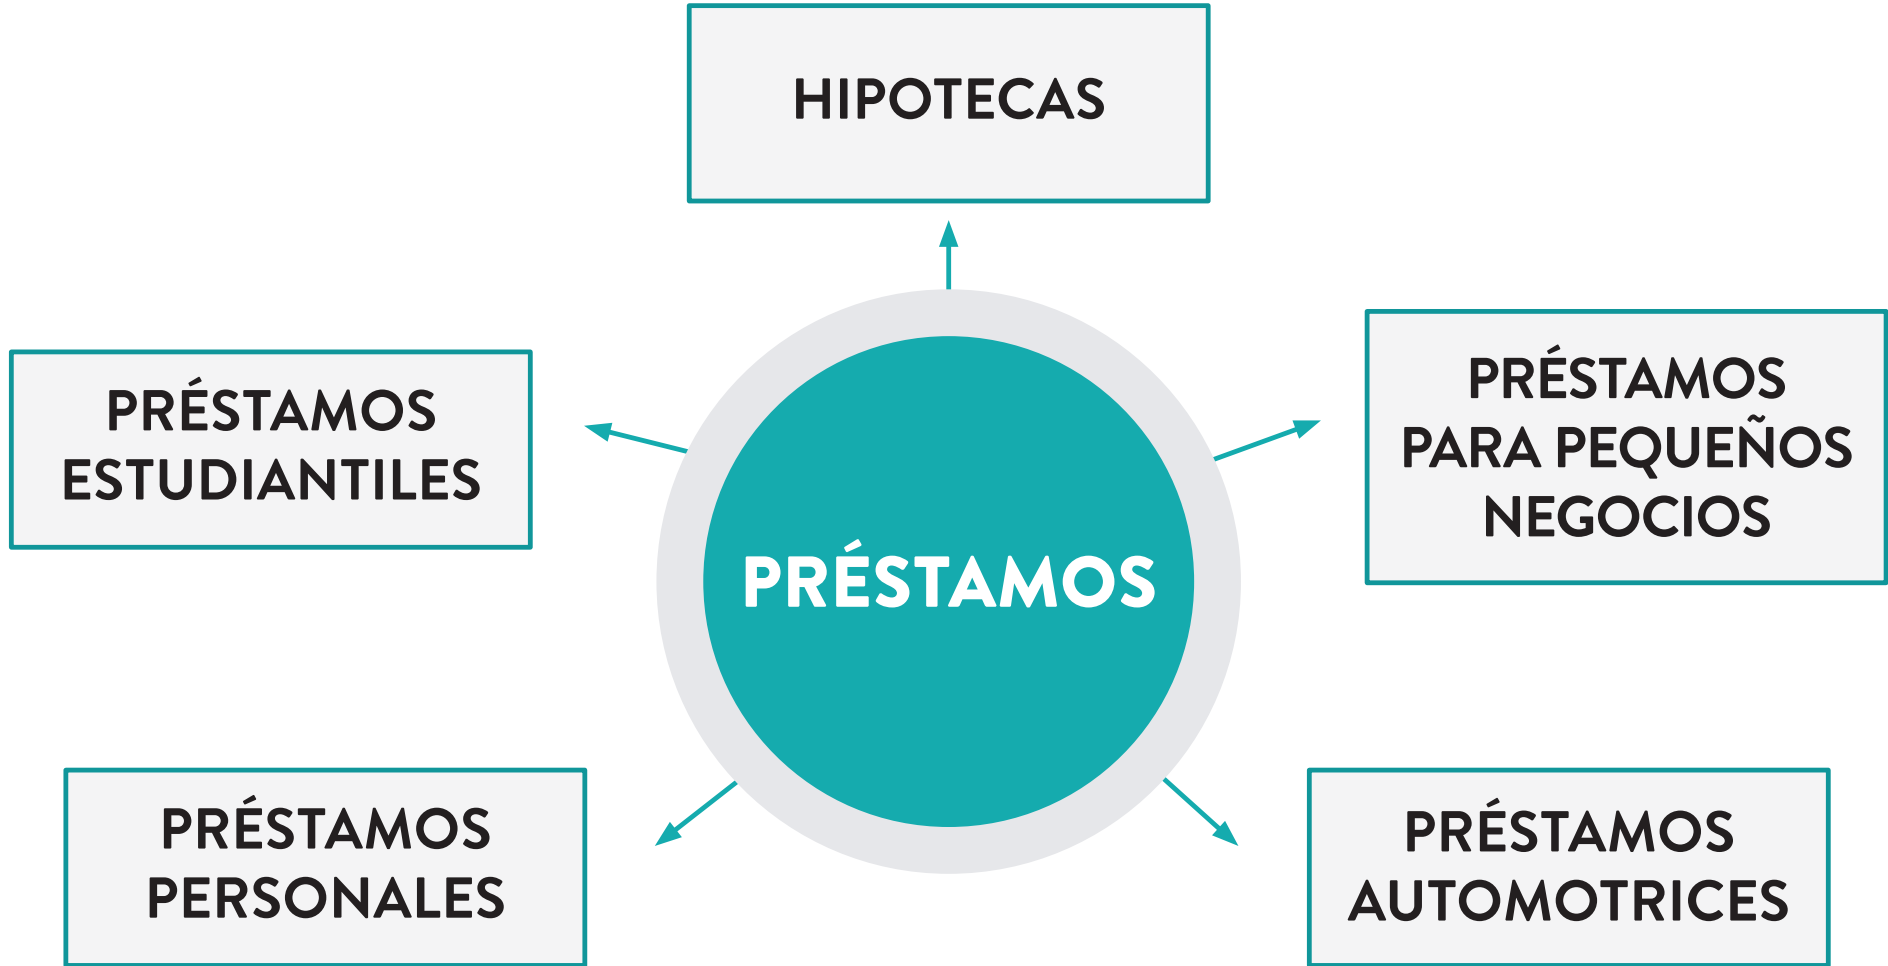 HIPOTECAS
PRÉSTAMOS
ESTUDIANTILES
PRÉSTAMOS
PARA PEQUEÑOS
NEGOCIOS
PRÉSTAMOS
PRÉSTAMOS
PERSONALES
PRÉSTAMOS
AUTOMOTRICES